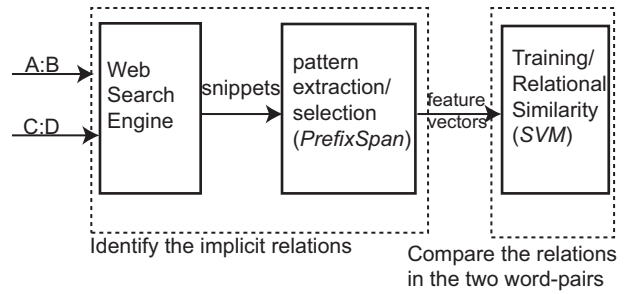 A:B
C:D
Web
Search
Engine
snippets
pattern
extraction/
selection
(PrefixSpan)
feature
vectors
Training/
Relational
Similarity
(SVM)
Identify the implicit relations
Compare the relations
in the two word-pairs